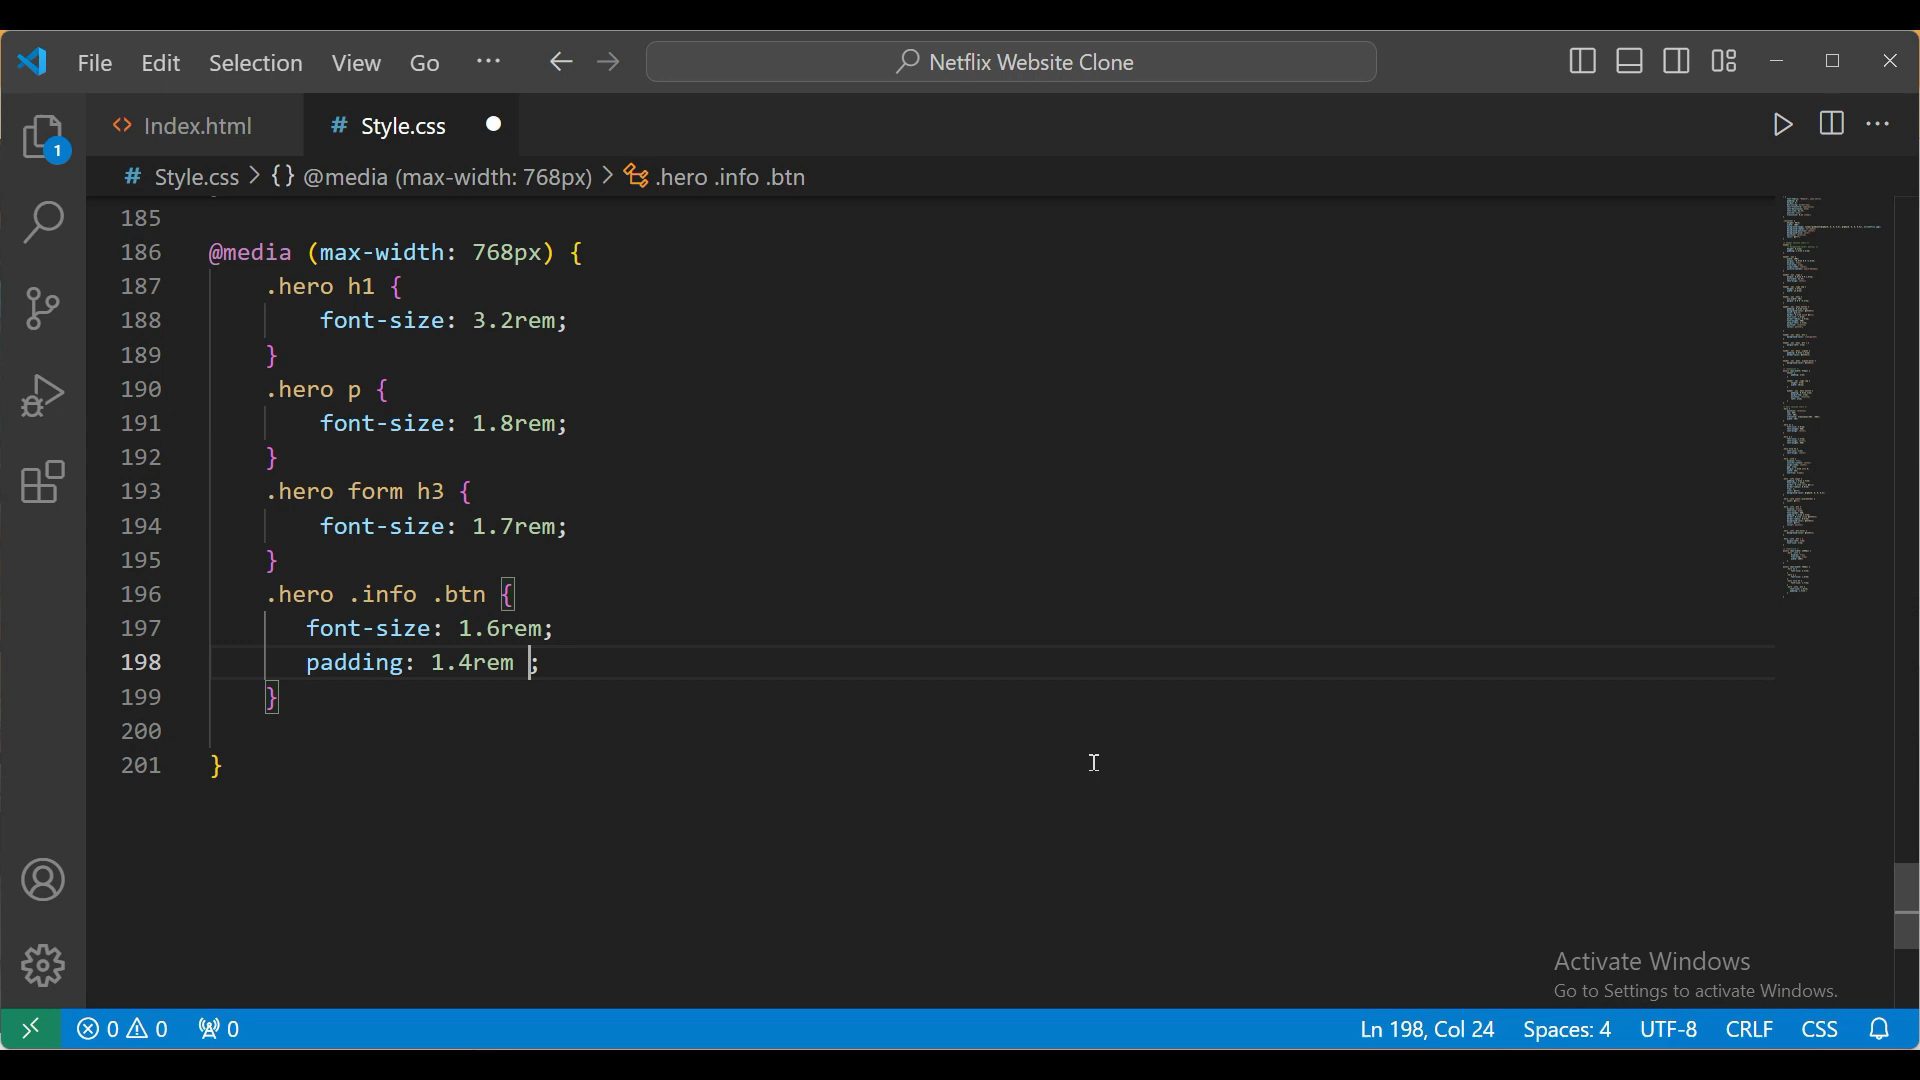 File Edit Selection View Go ··· Netflix Website Clone
1
<> Index.html # Style.css ●
# Style.css > {} @media (max-width: 768px) > .hero .info .btn
185
186 @media (max-width: 768px) {
187 .hero h1 {
188 font-size: 3.2rem;
189 }
190 .hero p {
191 font-size: 1.8rem;
192 }
193 .hero form h3 {
194 font-size: 1.7rem;
195 }
196 .hero .info .btn {
197 font-size: 1.6rem;
198 padding: 1.4rem ;
199 }
200
201 }
Activate Windows
Go to Settings to activate Windows.
0 0 0 Ln 198, Col 24 Spaces: 4 UTF-8 CRLF CSS